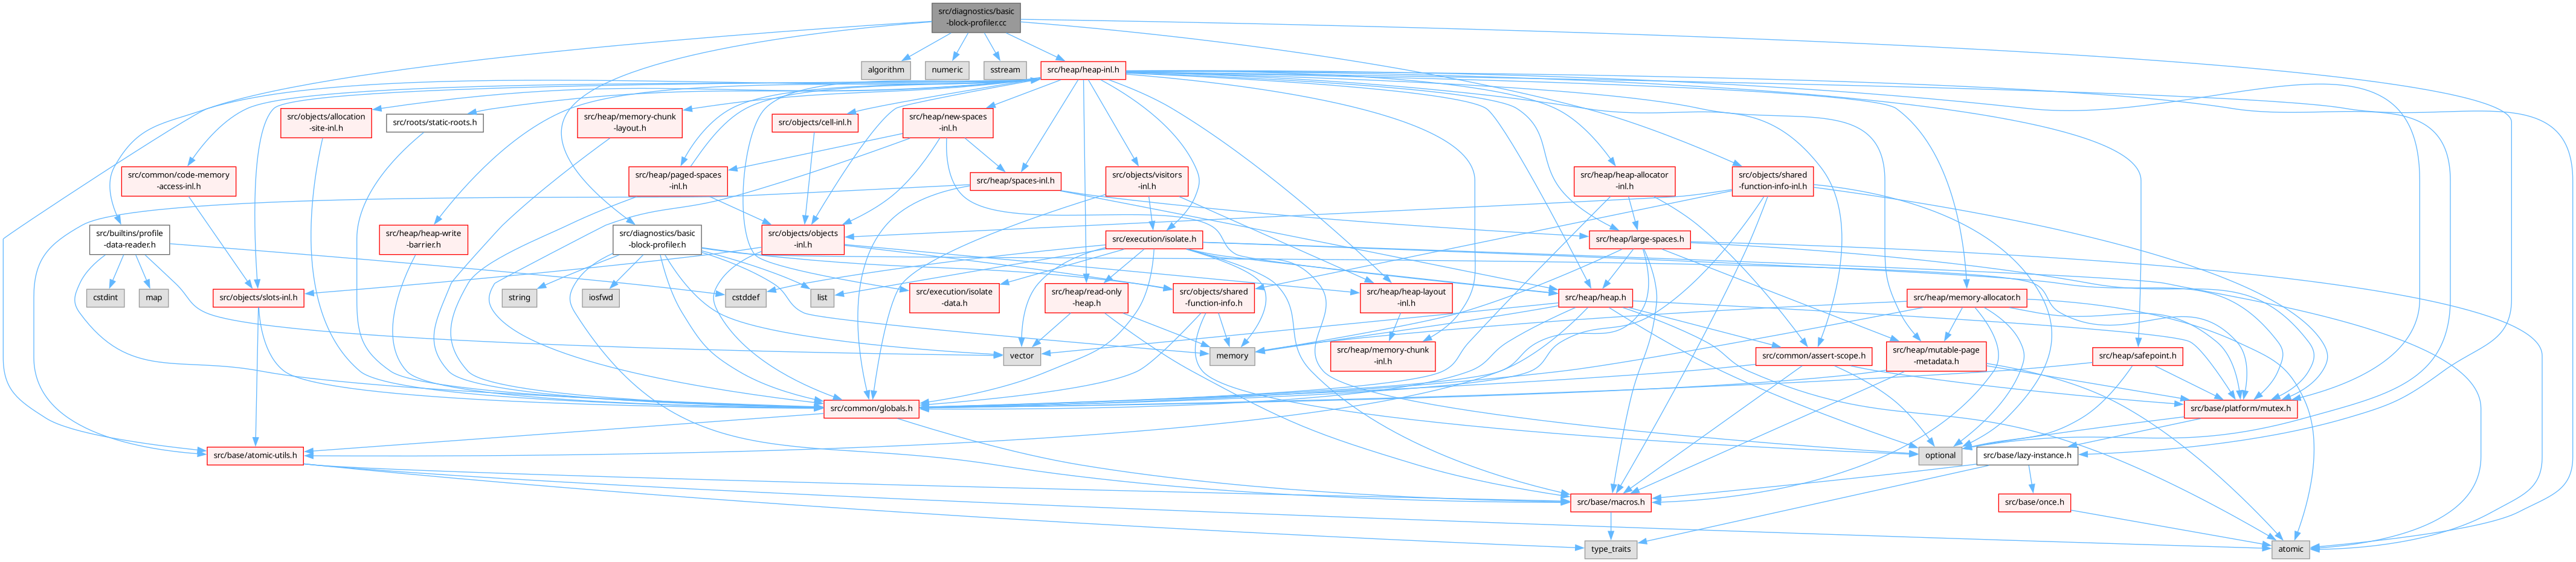 src/diagnostics/basic
-block-profiler.cc
algorithm
numeric
sstream
src/heap/heap-inl.h
src/objects/allocation
-site-inl.h
src/roots/static-roots.h
src/heap/memory-chunk
-layout.h
src/objects/cell-inl.h
src/heap/new-spaces
-inl.h
src/common/code-memory
-access-inl.h
src/heap/paged-spaces
-inl.h
src/heap/spaces-inl.h
src/objects/visitors
-inl.h
src/heap/heap-allocator
-inl.h
src/objects/shared
-function-info-inl.h
src/builtins/profile
-data-reader.h
src/heap/heap-write
-barrier.h
src/diagnostics/basic
-block-profiler.h
src/objects/objects
-inl.h
src/execution/isolate.h
src/heap/large-spaces.h
cstdint
map
src/objects/slots-inl.h
string
iosfwd
cstddef
list
src/execution/isolate
-data.h
src/heap/read-only
-heap.h
src/objects/shared
-function-info.h
src/heap/heap-layout
-inl.h
src/heap/heap.h
src/heap/memory-allocator.h
vector
memory
src/heap/memory-chunk
-inl.h
src/common/assert-scope.h
src/heap/mutable-page
-metadata.h
src/heap/safepoint.h
src/common/globals.h
src/base/platform/mutex.h
src/base/atomic-utils.h
optional
src/base/lazy-instance.h
src/base/macros.h
src/base/once.h
type_traits
atomic